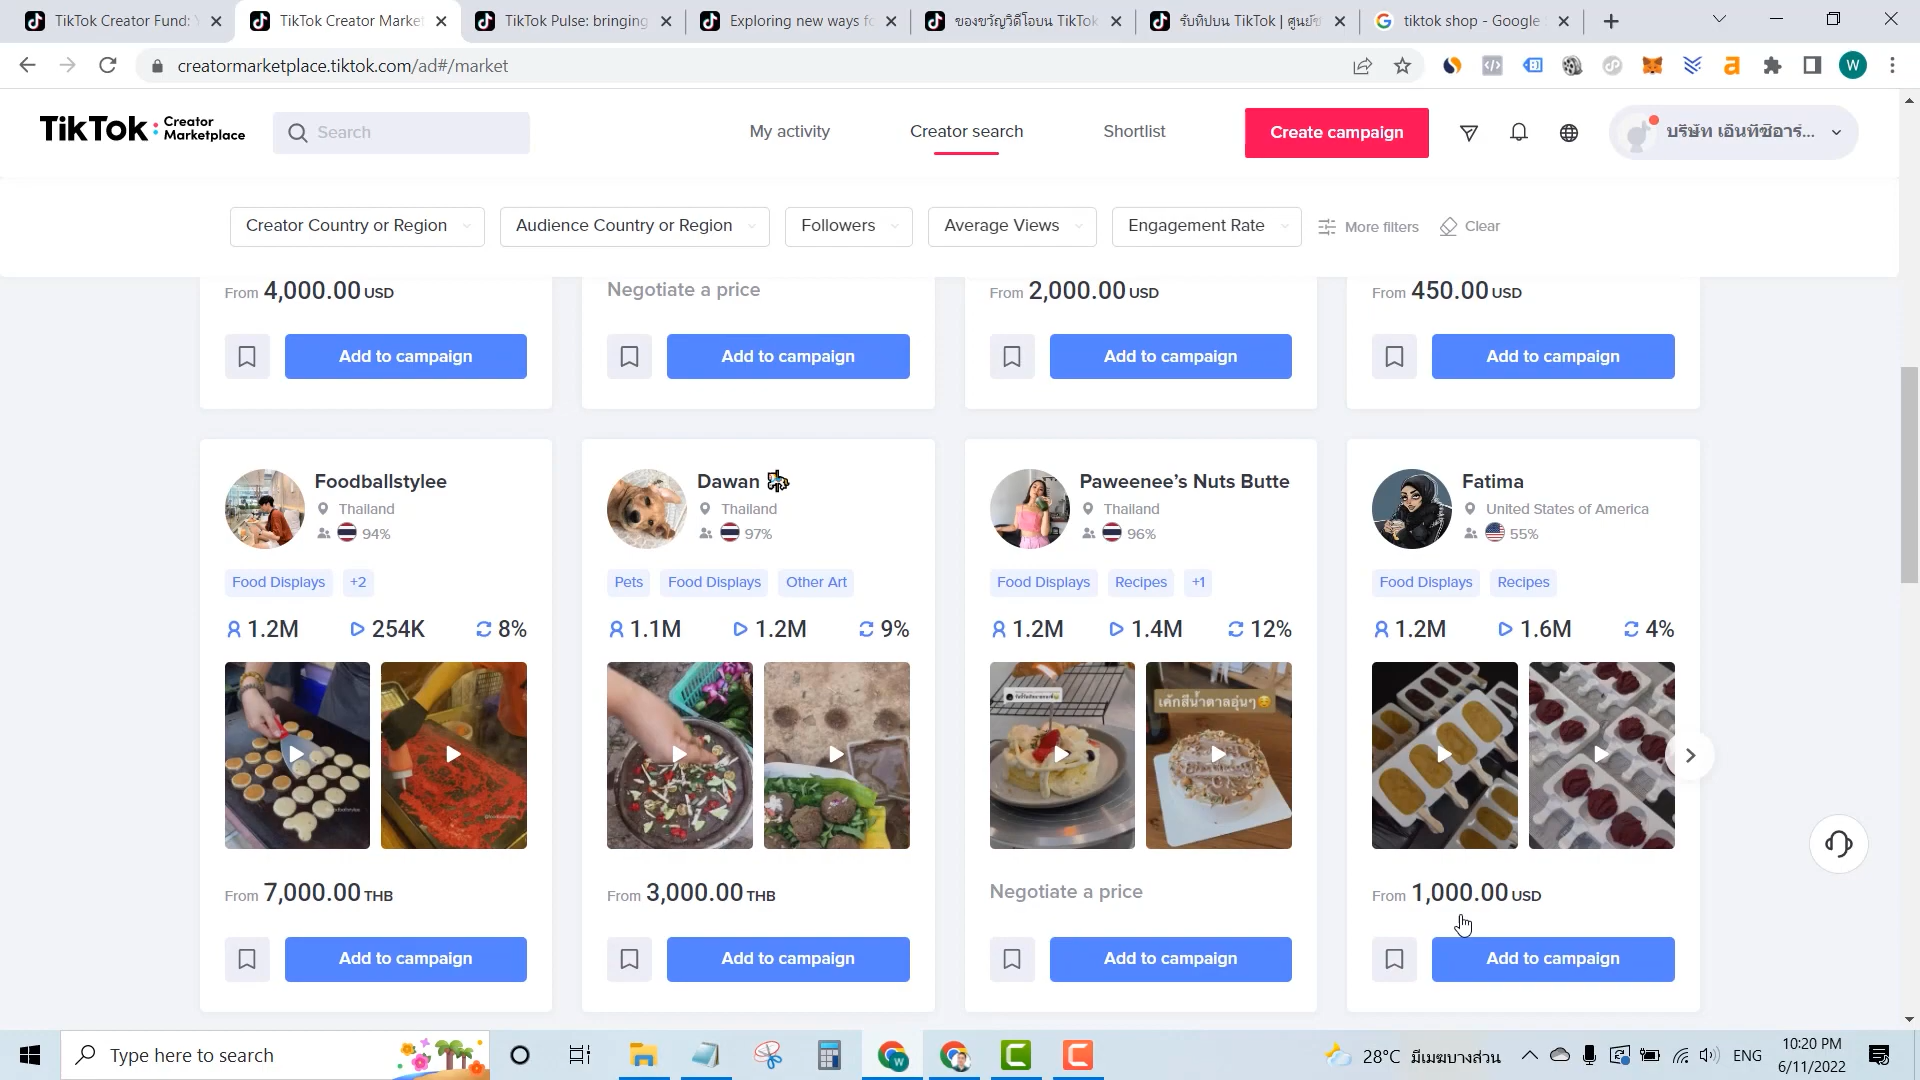 TikTok Creator Fund: Y
TikTok Creator Market
TikTok Pulse: bringing
Exploring new ways fo
ของขวัญวิดีโอบน TikTok
รับทิปบน TikTok | ศูนย์ช
tiktok shop - Google
creatormarketplace.tiktok.com/ad#/market
W
TikTok: Creator Marketplace
Search
My activity
Creator search
Shortlist
Create campaign
บริษัท เอ็นทีซีอาร์...
Creator Country or Region
Audience Country or Region
Followers
Average Views
Engagement Rate
More filters
Clear
From 4,000.00 USD
Negotiate a price
From 2,000.00 USD
From 450.00 USD
Add to campaign
Add to campaign
Add to campaign
Add to campaign
Foodballstylee
Thailand
94%
Food Displays +2
1.2M 254K 8%
From 7,000.00 THB
Add to campaign
Dawan
Thailand
97%
Pets Food Displays Other Art
1.1M 1.2M 9%
From 3,000.00 THB
Add to campaign
Paweenee’s Nuts Butte
Thailand
96%
Food Displays Recipes +1
1.2M 1.4M 12%
เค้กสีน้ำตาลอุ่นๆ
Negotiate a price
Add to campaign
Fatima
United States of America
55%
Food Displays Recipes
1.2M 1.6M 4%
From 1,000.00 USD
Add to campaign
Type here to search
28°C มีเมฆบางส่วน
ENG
10:20 PM
6/11/2022